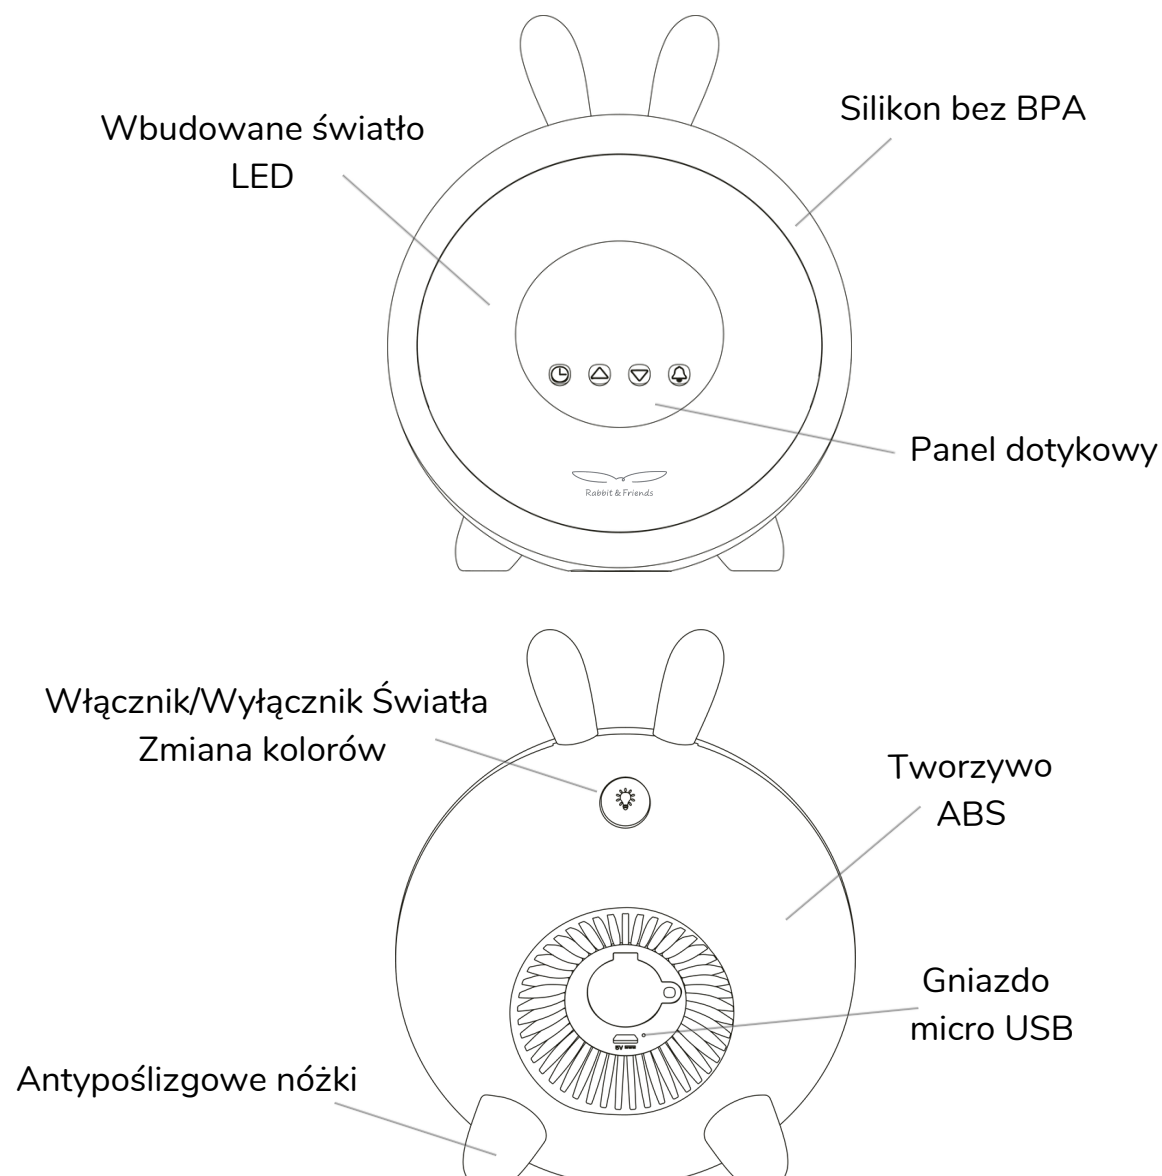 Silikon bez BPA
Wbudowane światło
LED
Panel dotykowy
Rabbit & Friends
Włącznik/Wyłącznik Światła
Zmiana kolorów
Tworzywo
ABS
Gniazdo
micro USB
5V
Antypoślizgowe nóżki